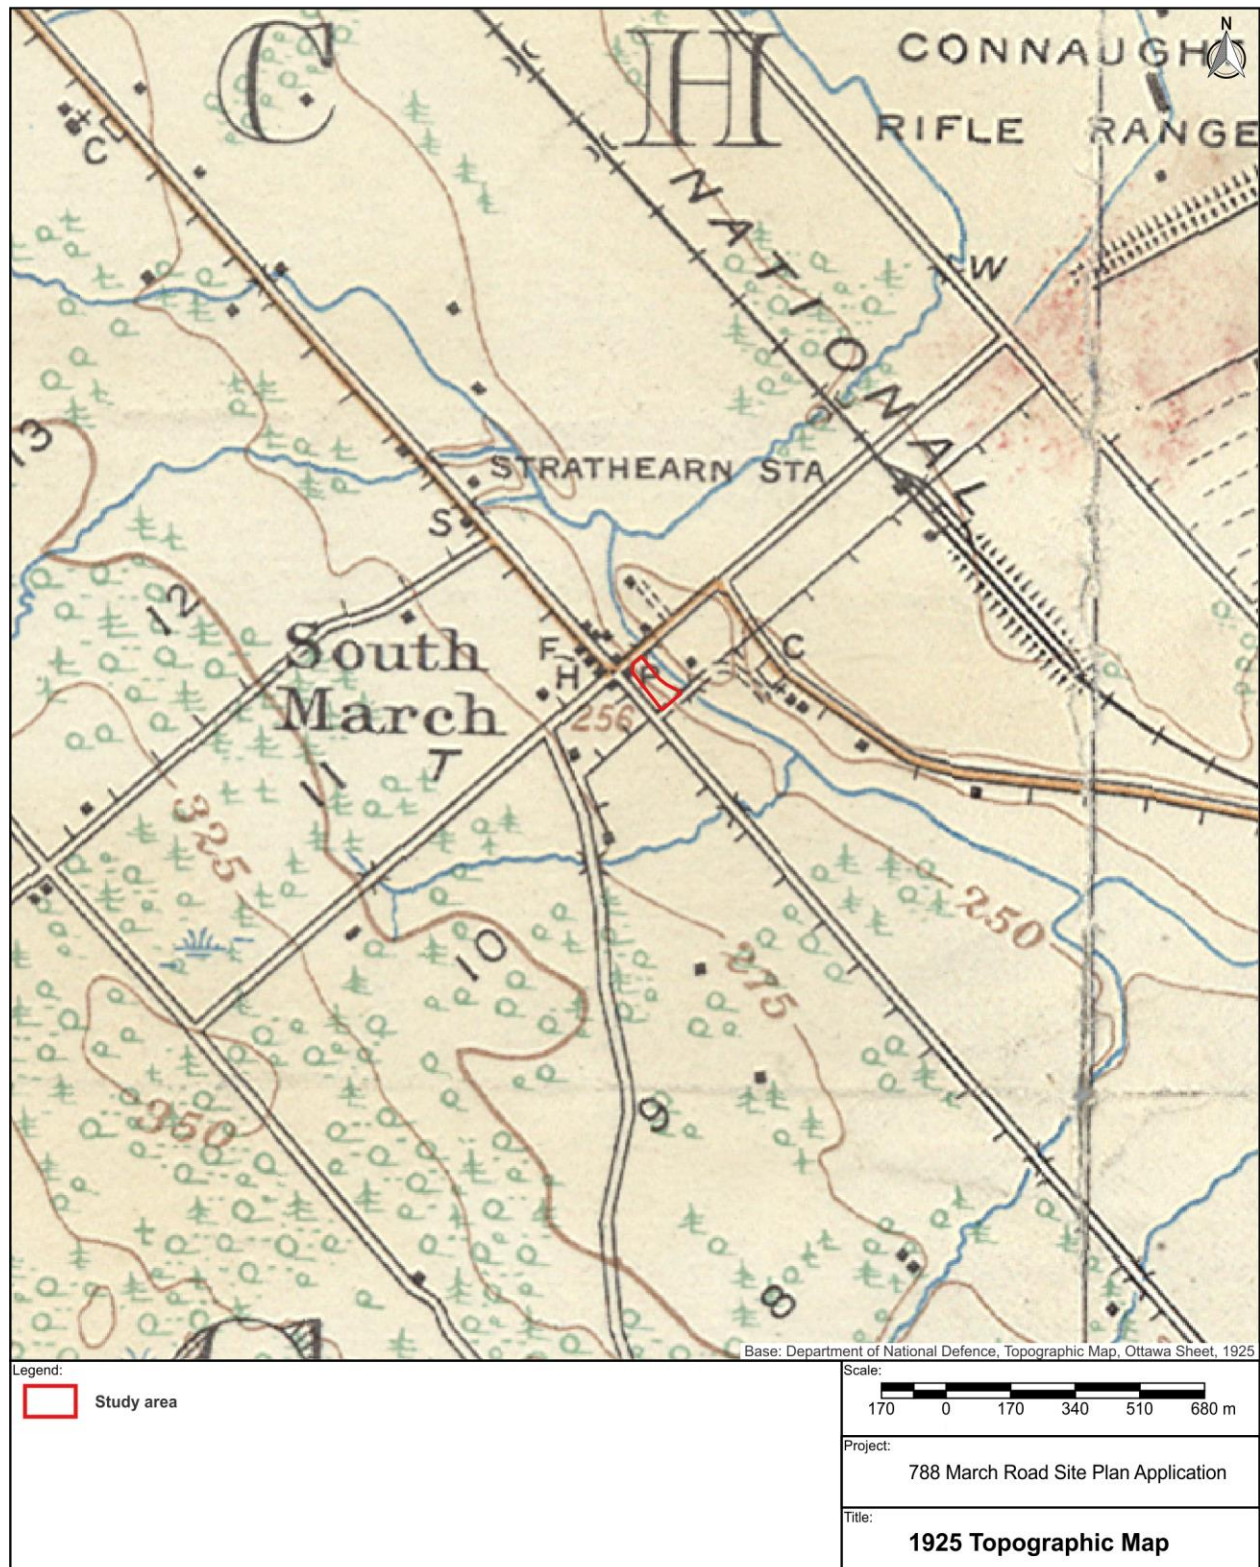 N
C H
CONNAUGHT
RIFLE RANGE
C
NATIONAL
W
13
STRATHEARN STA
S
12
South
March
F
H
P
C
256
11
T
325
250
10
275
350
9
8
Base: Department of National Defence, Topographic Map, Ottawa Sheet, 1925
Legend:
Study area
Scale:
170 0 170 340 510 680 m
Project:
788 March Road Site Plan Application
Title:
1925 Topographic Map